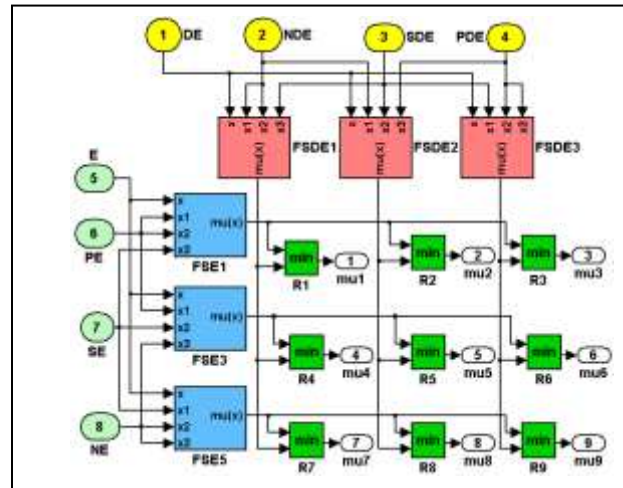 1 DE 2 NDE 3 SDE PDE 4
x x1 x2 x3 x x1 x2 x3 x x1 x2 x3
mu(x) FSDE1 mu(x) FSDE2 mu(x) FSDE3
E
5
x
x1
x2
x3
mu(x)
FSE1
6
PE
min 1 min 2 min 3
R1 mu1 R2 mu2 R3 mu3
x
x1
x2
x3
mu(x)
FSE3
7
SE
min 4 min 5 min 6
R4 mu4 R5 mu5 R6 mu6
x
x1
x2
x3
mu(x)
FSE5
8
NE
min 7 min 8 min 9
R7 mu7 R8 mu8 R9 mu9